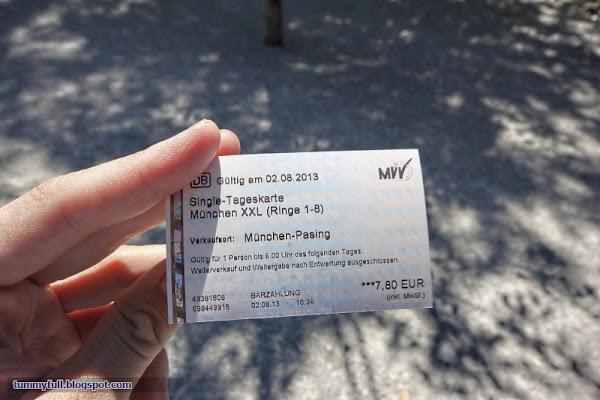 DB Gültig am 02.08.2013 MVV
Single-Tageskarte
München XXL (Ringe 1-8)
Verkaufsort: München-Pasing
Gültig für 1 Person bis 6.00 Uhr des folgenden Tages.
Weiterverkauf und Weitergabe nach Entwertung ausgeschlossen.
***7,80 EUR
(inkl. MwSt.)
49381806 BARZAHLUNG
698449915 02.08.13 10:36
tummyfull.blogspot.com